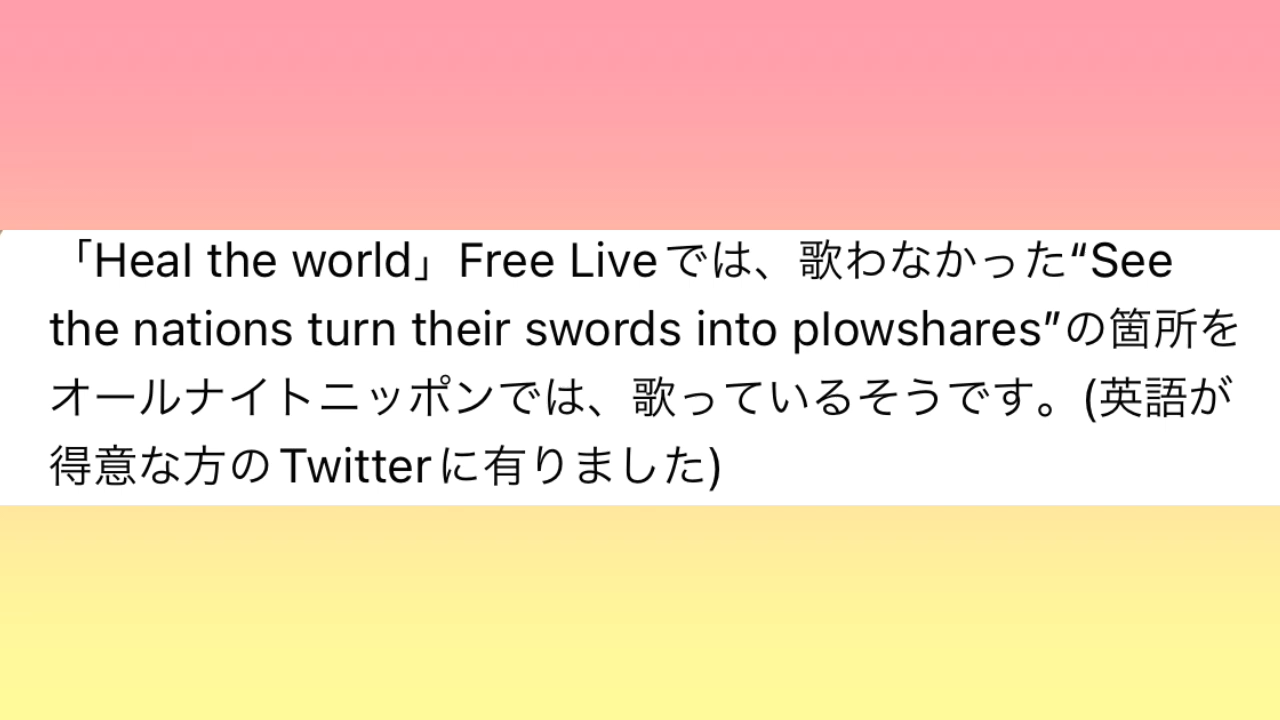 「Heal the world」Free Liveでは、歌わなかった“See
the nations turn their swords into plowshares”の箇所を
オールナイトニッポンでは、歌っているそうです。(英語が
得意な方のTwitterに有りました)